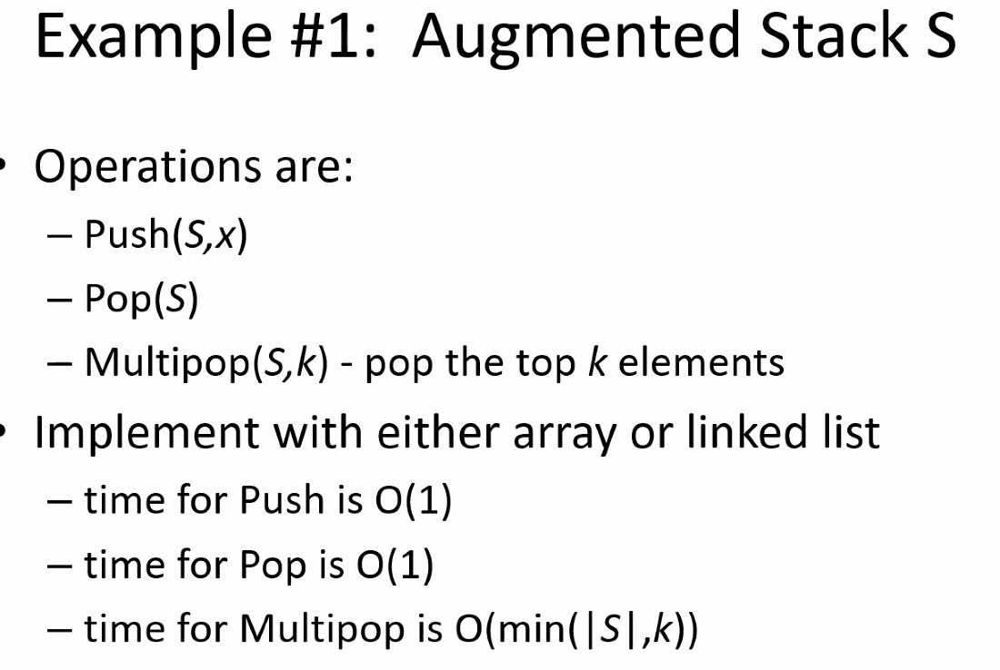 Example #1: Augmented Stack S
• Operations are:
– Push(S,x)
– Pop(S)
– Multipop(S,k) - pop the top k elements
• Implement with either array or linked list
– time for Push is O(1)
– time for Pop is O(1)
– time for Multipop is O(min(|S|,k))